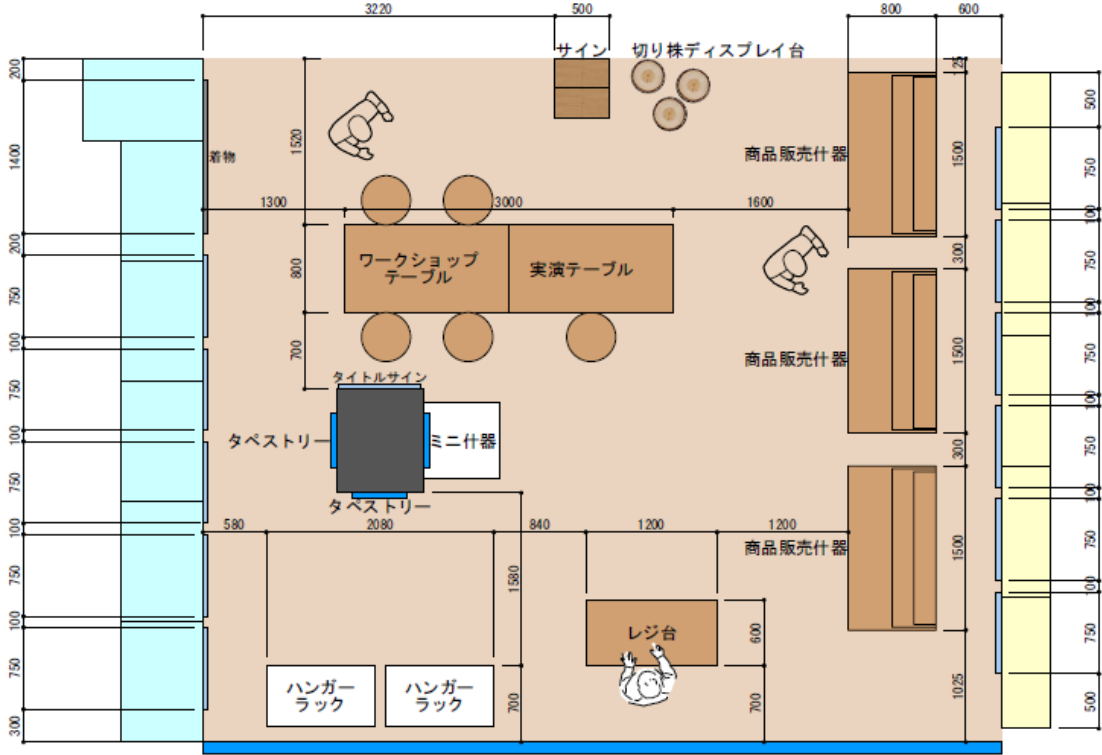 3220
500
800
600
サイン
切り株ディスプレイ台
200
125
500
着物
1400
1520
商品販売什器
1500
750
1300
3000
1600
100
200
300
750
ワークショップ
テーブル
実演テーブル
800
750
100
100
700
商品販売什器
1500
750
タイトルサイン
750
100
100
タペストリー
ミニ什器
300
750
750
タペストリー
100
580
2080
840
1200
1200
100
商品販売什器
1500
750
750
1580
100
100
600
レジ台
750
750
ハンガー
ラック
ハンガー
ラック
700
700
1025
500
300